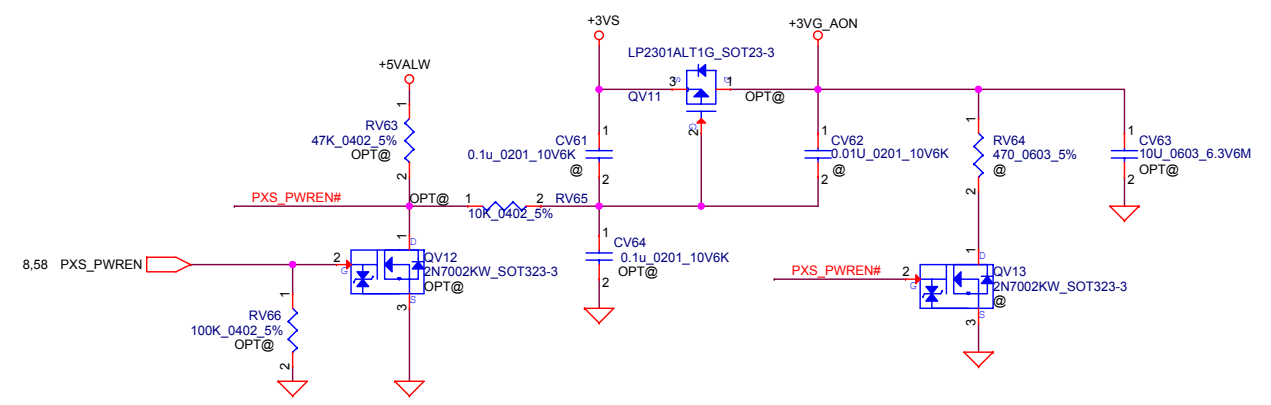 +3VS
+3VG_AON
LP2301ALT1G_SOT23-3
+5VALW
3
S
D
1
QV11
OPT@
G
2
1
RV63
47K_0402_5%
OPT@
2
1
CV61
0.1u_0201_10V6K
@
2
1
CV62
0.01U_0201_10V6K
@
2
1
RV64
470_0603_5%
@
2
1
CV63
10U_0603_6.3V6M
OPT@
2
PXS_PWREN#
OPT@
1
2
RV65
10K_0402_5%
1
CV64
0.1u_0201_10V6K
OPT@
2
8,58 PXS_PWREN
1
D
2
G
QV12
2N7002KW_SOT323-3
OPT@
S
3
1
RV66
100K_0402_5%
OPT@
2
PXS_PWREN#
1
D
2
G
QV13
2N7002KW_SOT323-3
@
S
3